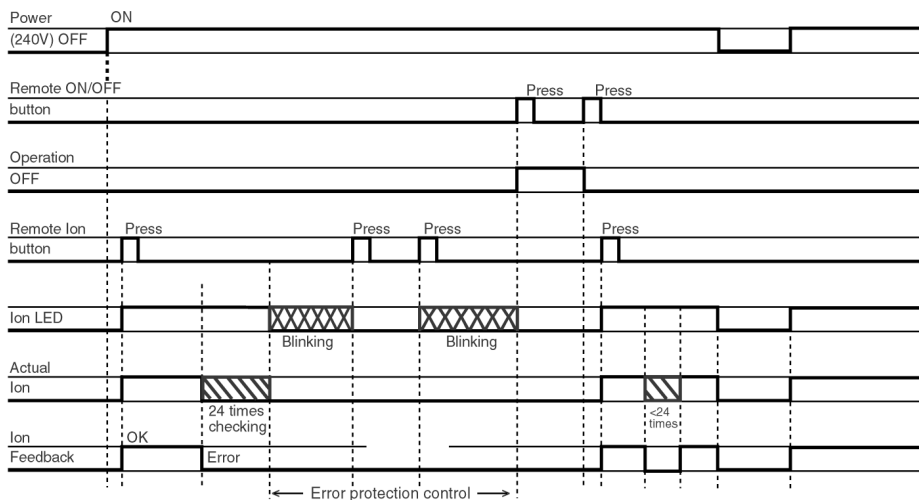 Power ON
(240V) OFF
Remote ON/OFF
Press Press
button
Operation
OFF
Remote Ion
Press Press Press Press
button
Ion LED
Blinking Blinking
Actual
Ion
24 times
checking
<24
times
Ion
OK
Feedback
Error
Error protection control